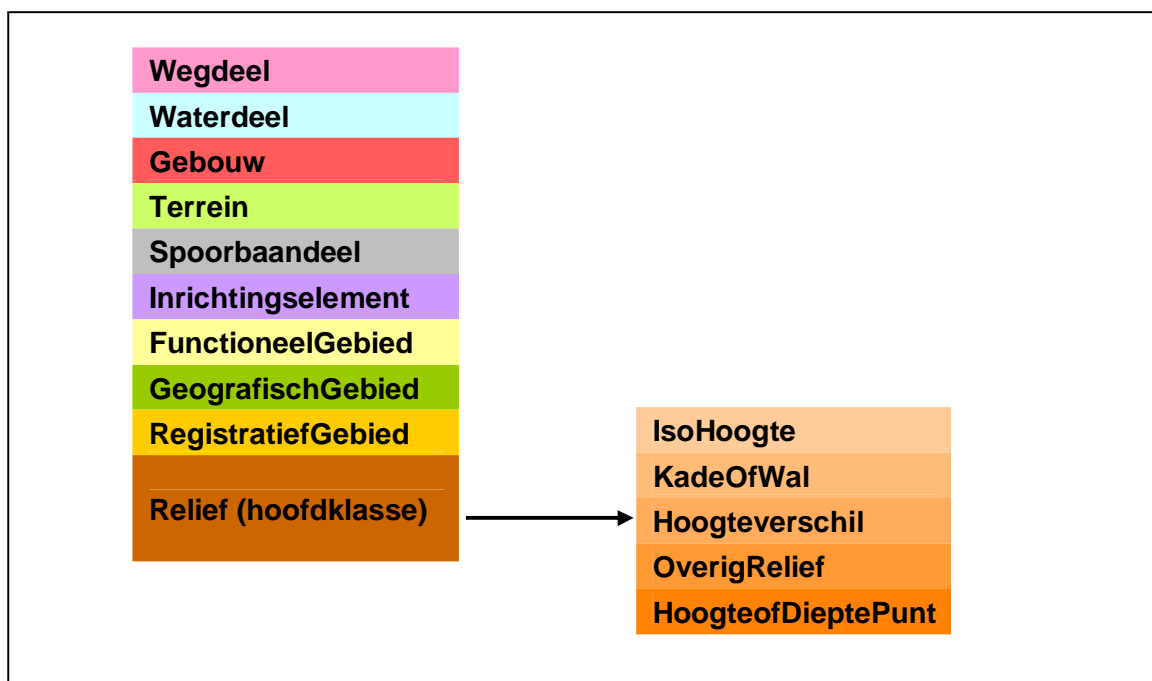 Wegdeel
Waterdeel
Gebouw
Terrein
Spoorbaandeel
Inrichtingselement
FunctioneelGebied
GeografischGebied
RegistratiefGebied
Relief (hoofdklasse)
IsoHoogte
KadeOfWal
Hoogteverschil
OverigRelief
HoogteofDieptePunt